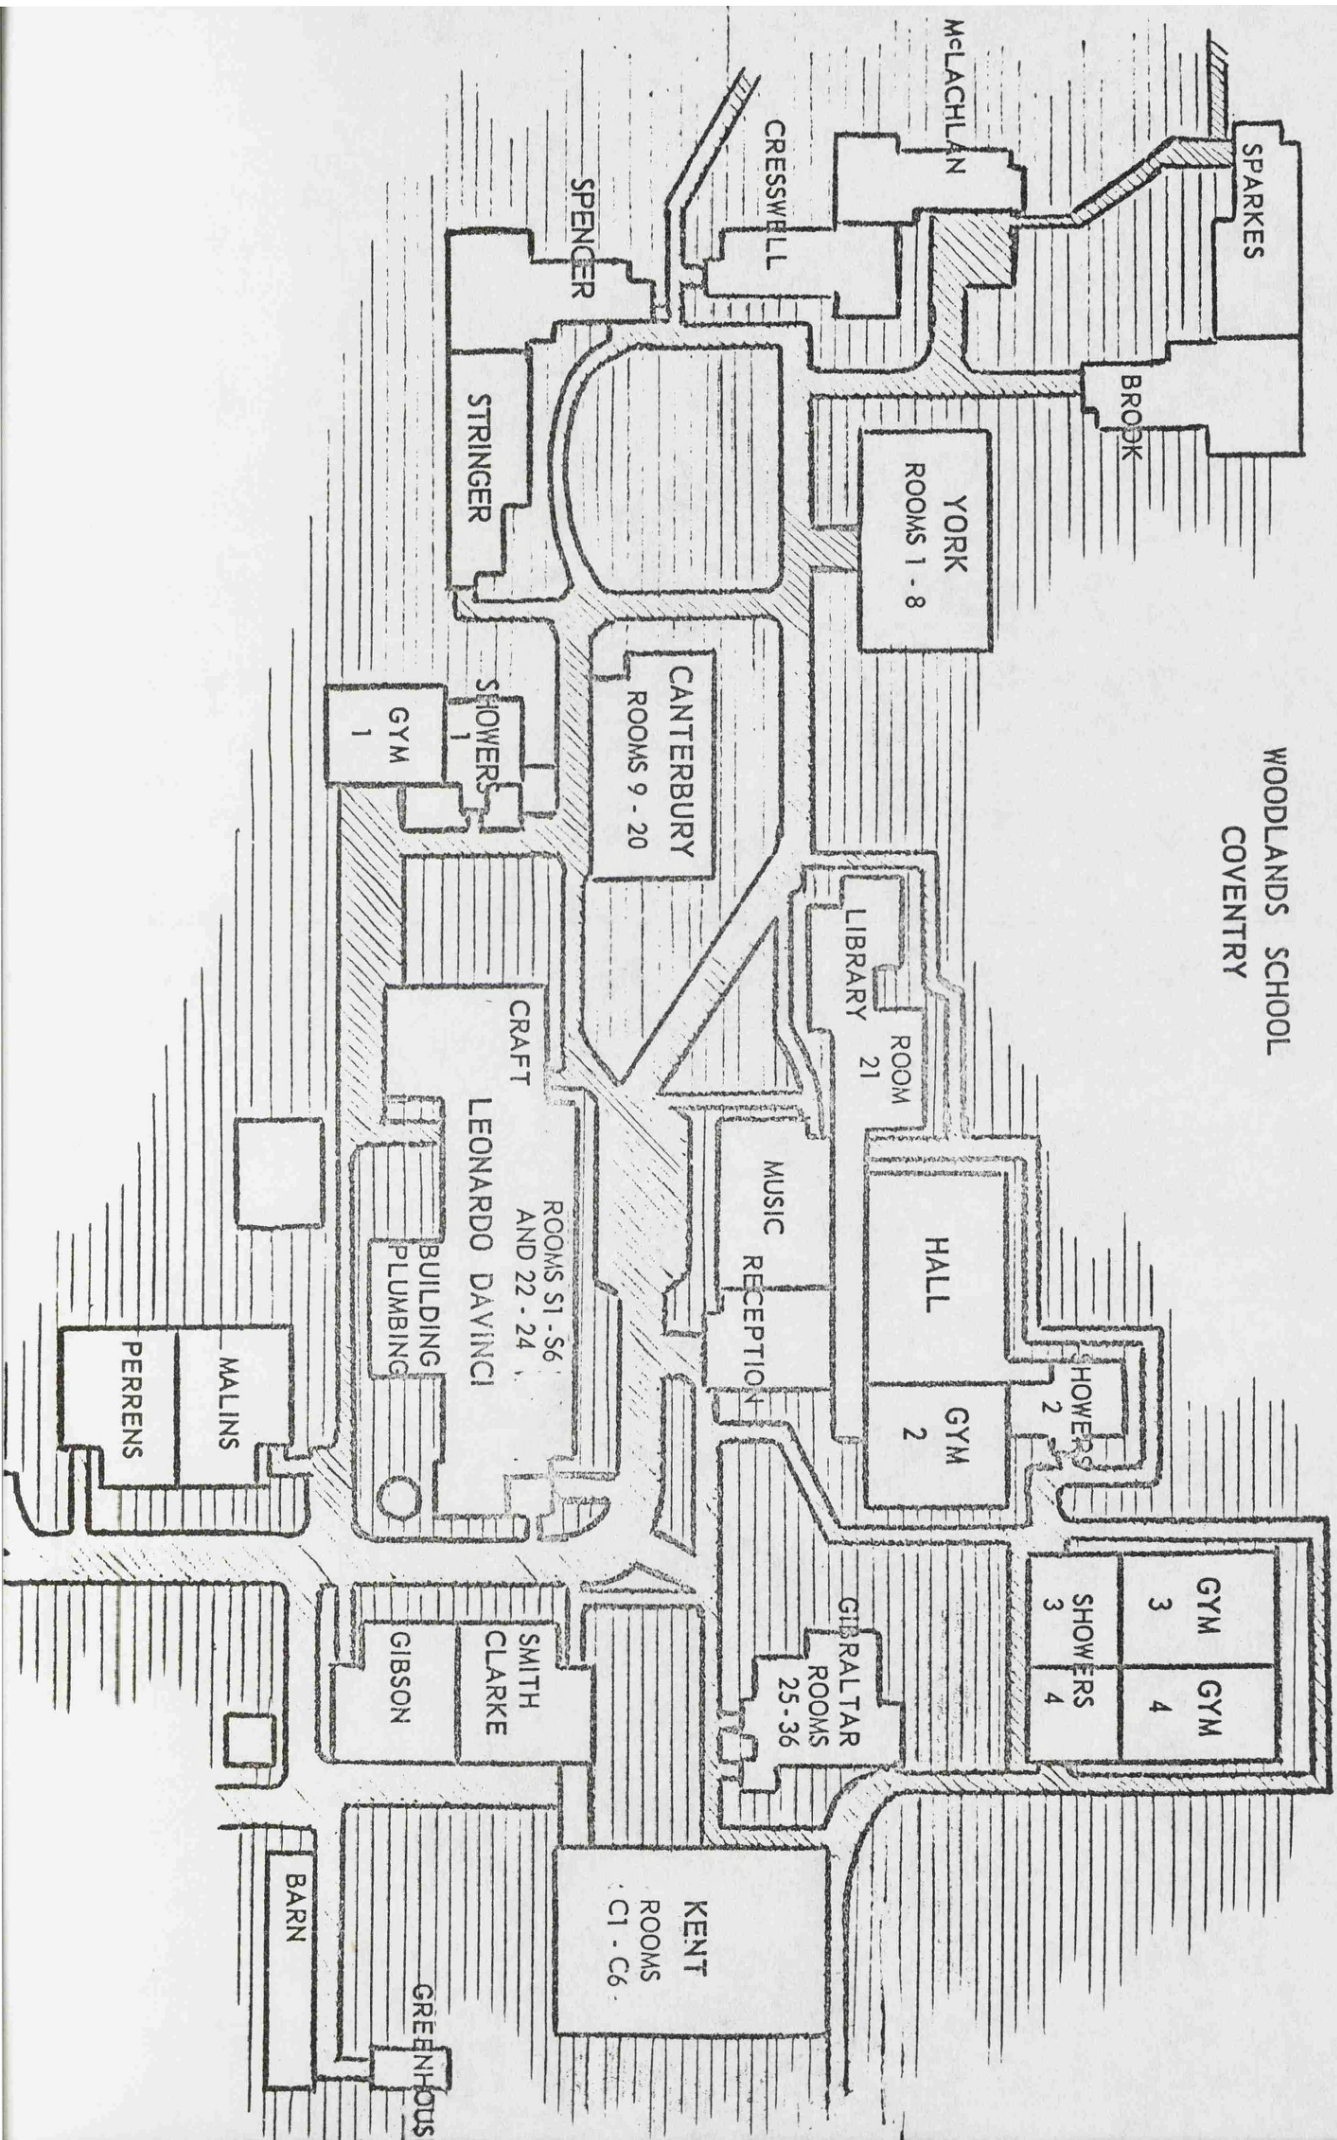 WOODLANDS SCHOOL
COVENTRY
SPARKES
BROOK
McLACHLAN
CRESSWELL
SPENCER
STRINGER
YORK
ROOMS 1 - 8
CANTERBURY
ROOMS 9 - 20
SHOWERS
1
GYM
1
LIBRARY
ROOM
21
HALL
GYM
2
SHOWERS
2
MUSIC
RECEPTION
CRAFT
LEONARDO DAVINCI
ROOMS S1 - S6
AND 22 - 24
BUILDING
PLUMBING
MALINS
PERRENS
GYM
3
GYM
4
SHOWERS
3
4
GIBRALTAR
ROOMS
25 - 36
SMITH
CLARKE
GIBSON
KENT
ROOMS
C1 - C6
BARN
GREENHOUS